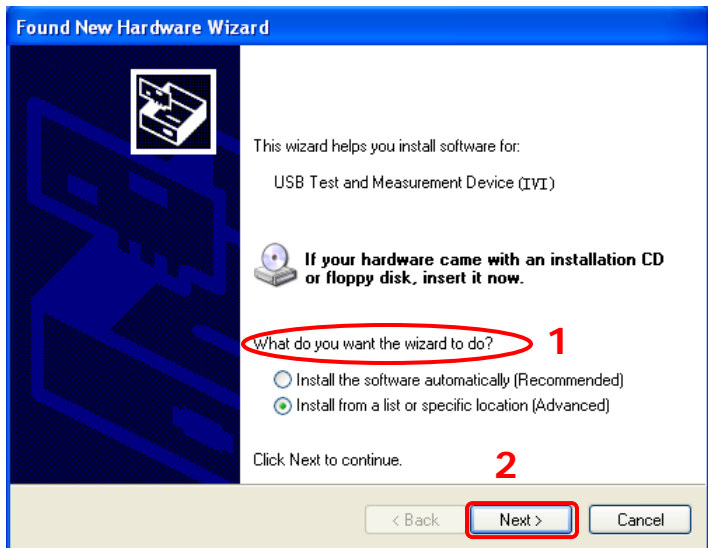 Found New Hardware Wizard
This wizard helps you install software for:
USB Test and Measurement Device (IVI)
If your hardware came with an installation CD
or floppy disk, insert it now.
What do you want the wizard to do?
1
Install the software automatically (Recommended)
Install from a list or specific location (Advanced)
Click Next to continue.
2
< Back
Next >
Cancel